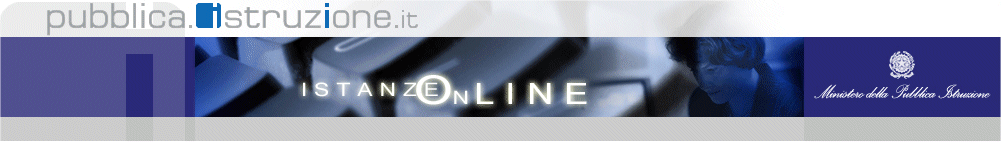 pubblica.istruzione.it
ISTANZE ONLINE
Ministero della Pubblica Istruzione